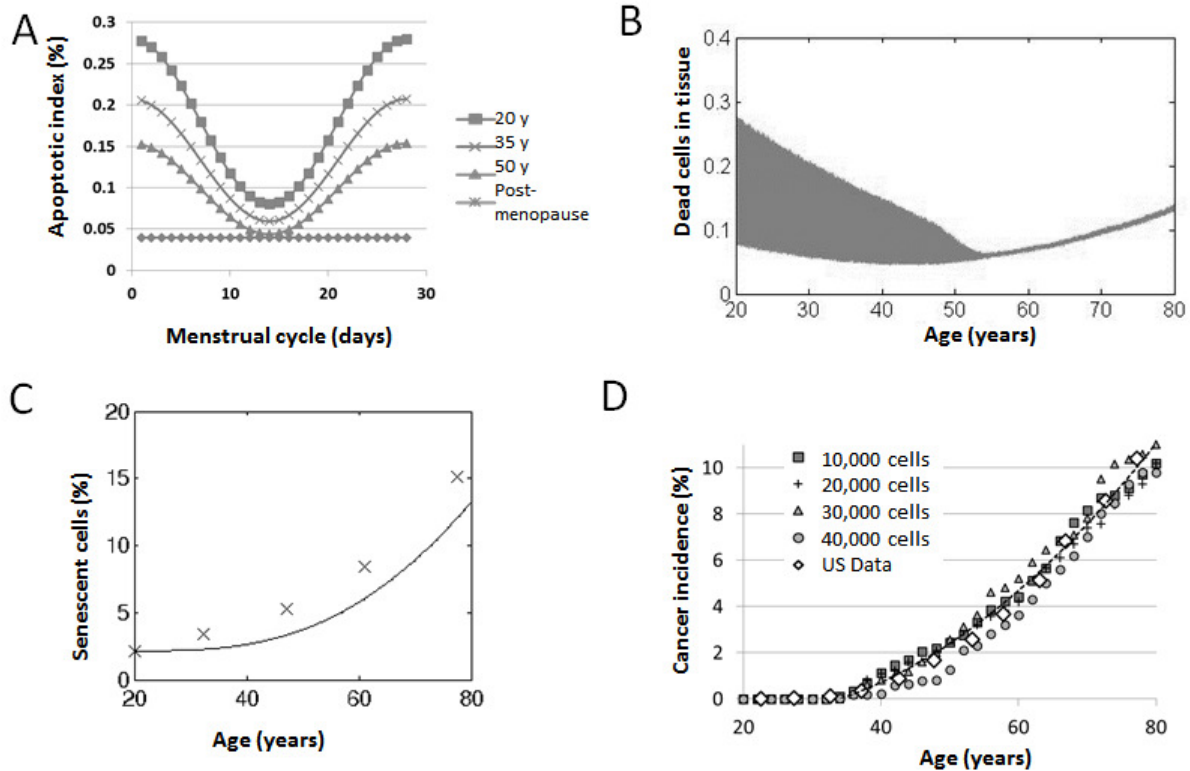 A
Apoptotic index (%)
0.3
0.25
0.2
0.15
0.1
0.05
0
0 10 20 30
Menstrual cycle (days)
20 y
35 y
50 y
Post-
menopause
B
Dead cells in tissue
0.4
0.3
0.2
0.1
0
20 30 40 50 60 70 80
Age (years)
C
Senescent cells (%)
20
15
10
5
0
20 40 60 80
Age (years)
D
Cancer incidence (%)
10
8
6
4
2
0
20 40 60 80
Age (years)
10,000 cells
20,000 cells
30,000 cells
40,000 cells
US Data